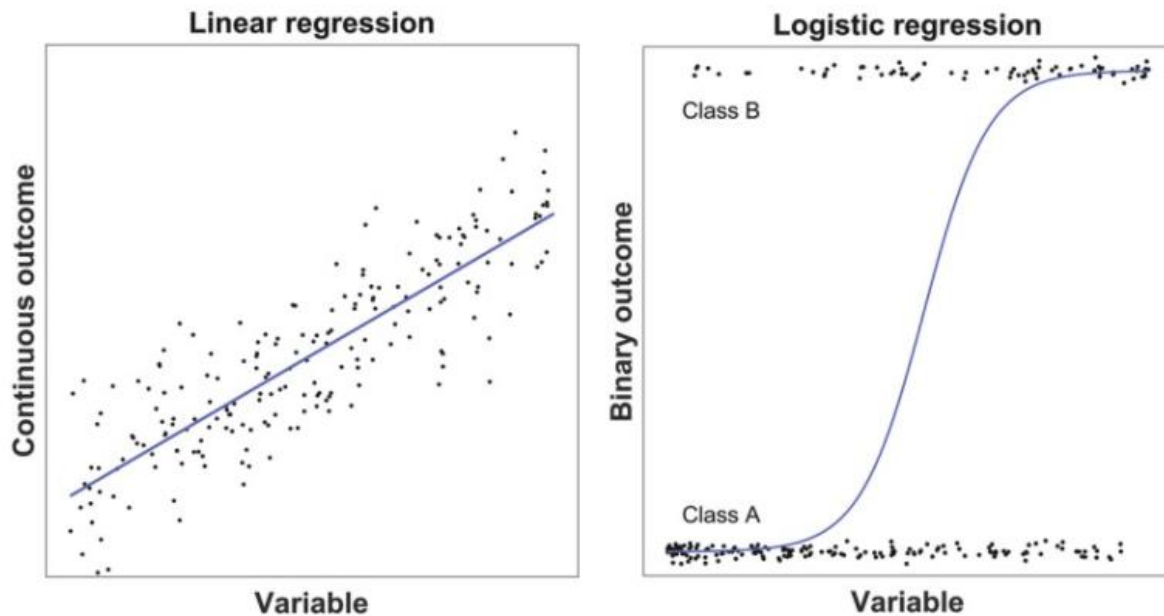 Linear regression
Continuous outcome
Variable
Logistic regression
Binary outcome
Class B
Class A
Variable